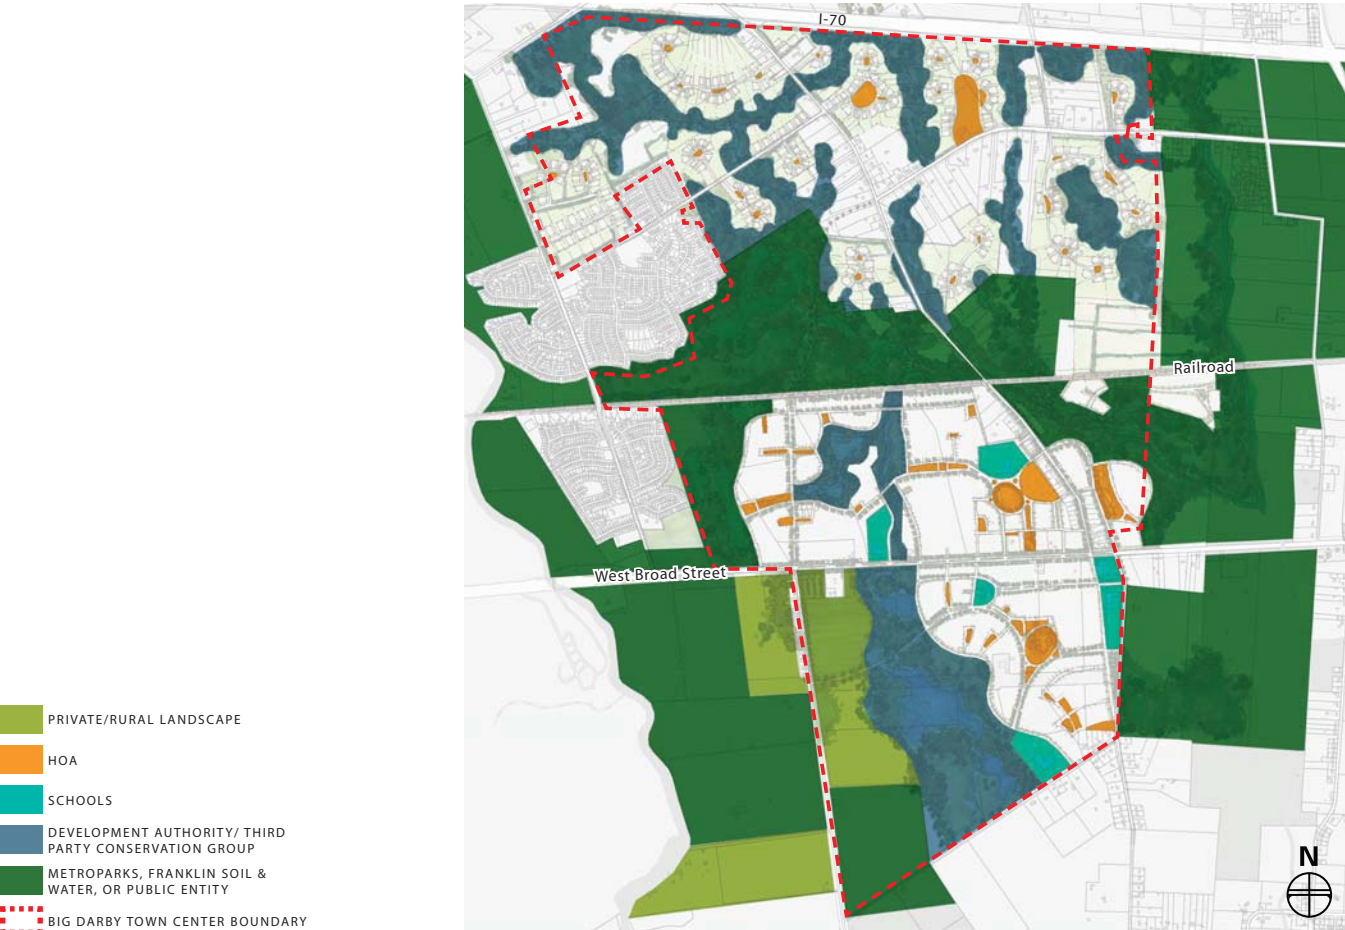 I-70
Railroad
West Broad Street
PRIVATE/RURAL LANDSCAPE
HOA
SCHOOLS
DEVELOPMENT AUTHORITY/ THIRD
PARTY CONSERVATION GROUP
METROPARKS, FRANKLIN SOIL &
WATER, OR PUBLIC ENTITY
BIG DARBY TOWN CENTER BOUNDARY
N